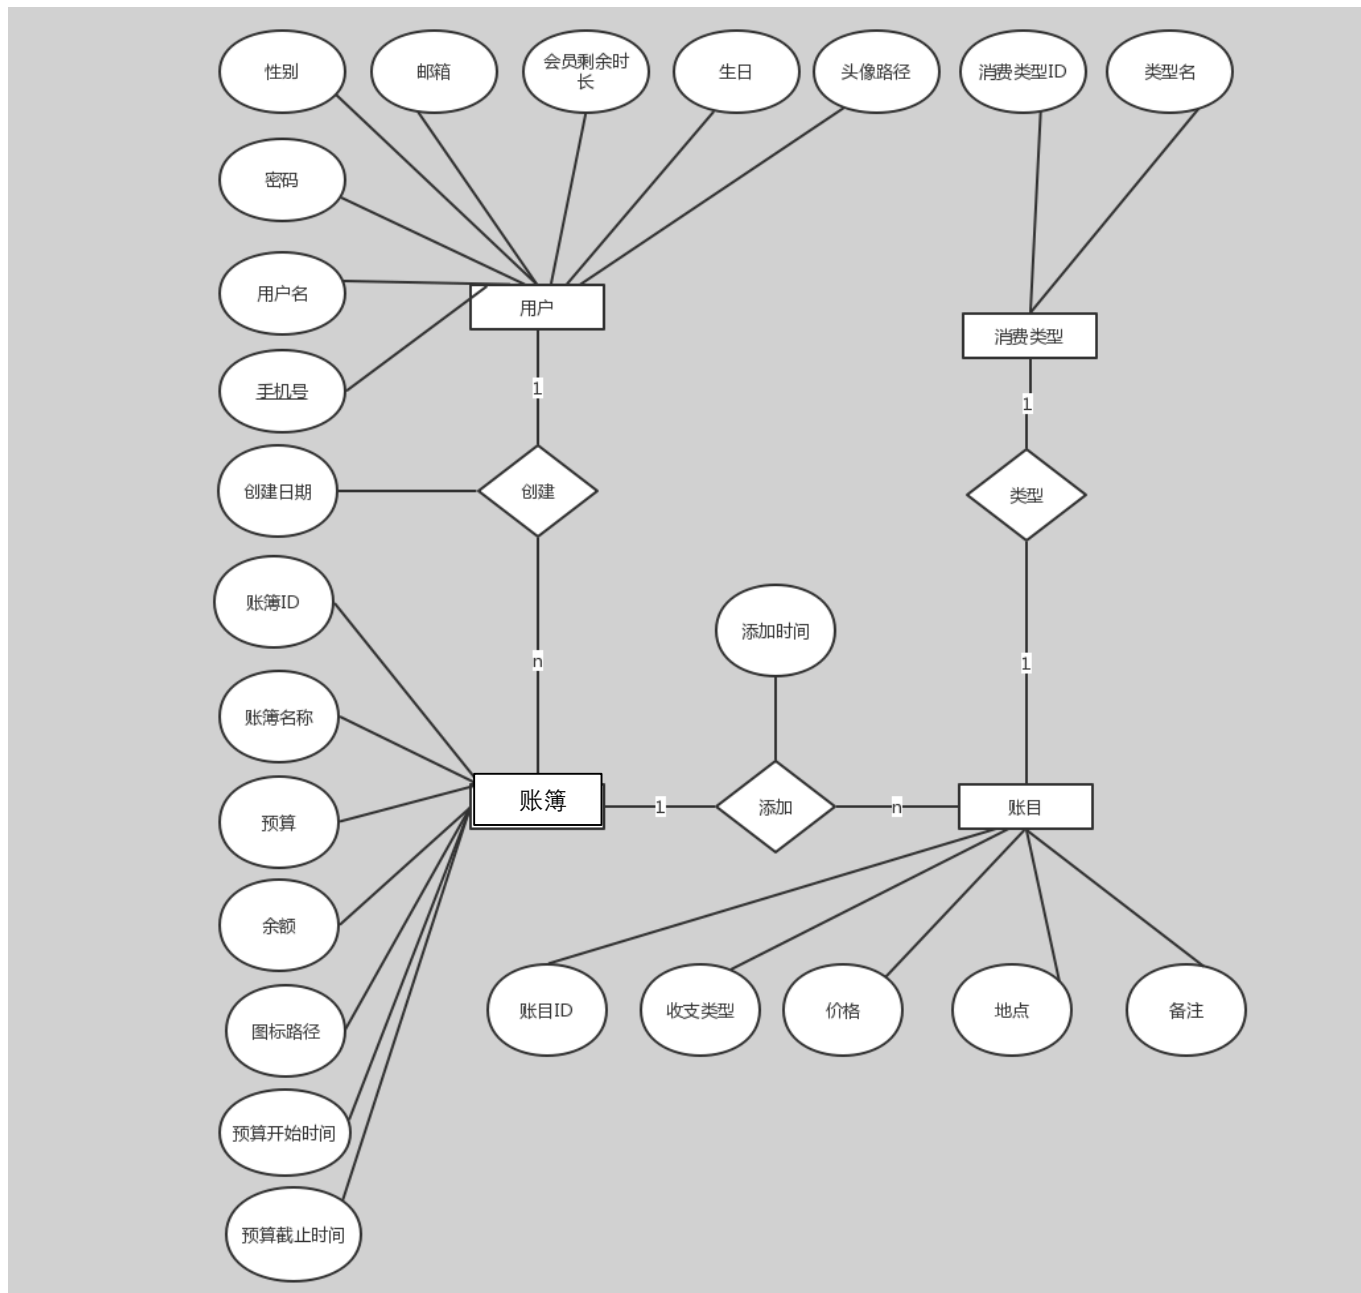 性别
邮箱
会员剩余时
长
生日
头像路径
消费类型ID
类型名
密码
用户名
用户
消费类型
手机号
1
1
创建日期
创建
类型
账簿ID
添加时间
n
1
账簿名称
账簿
1
添加
n
账目
预算
余额
账目ID
收支类型
价格
地点
备注
图标路径
预算开始时间
预算截止时间